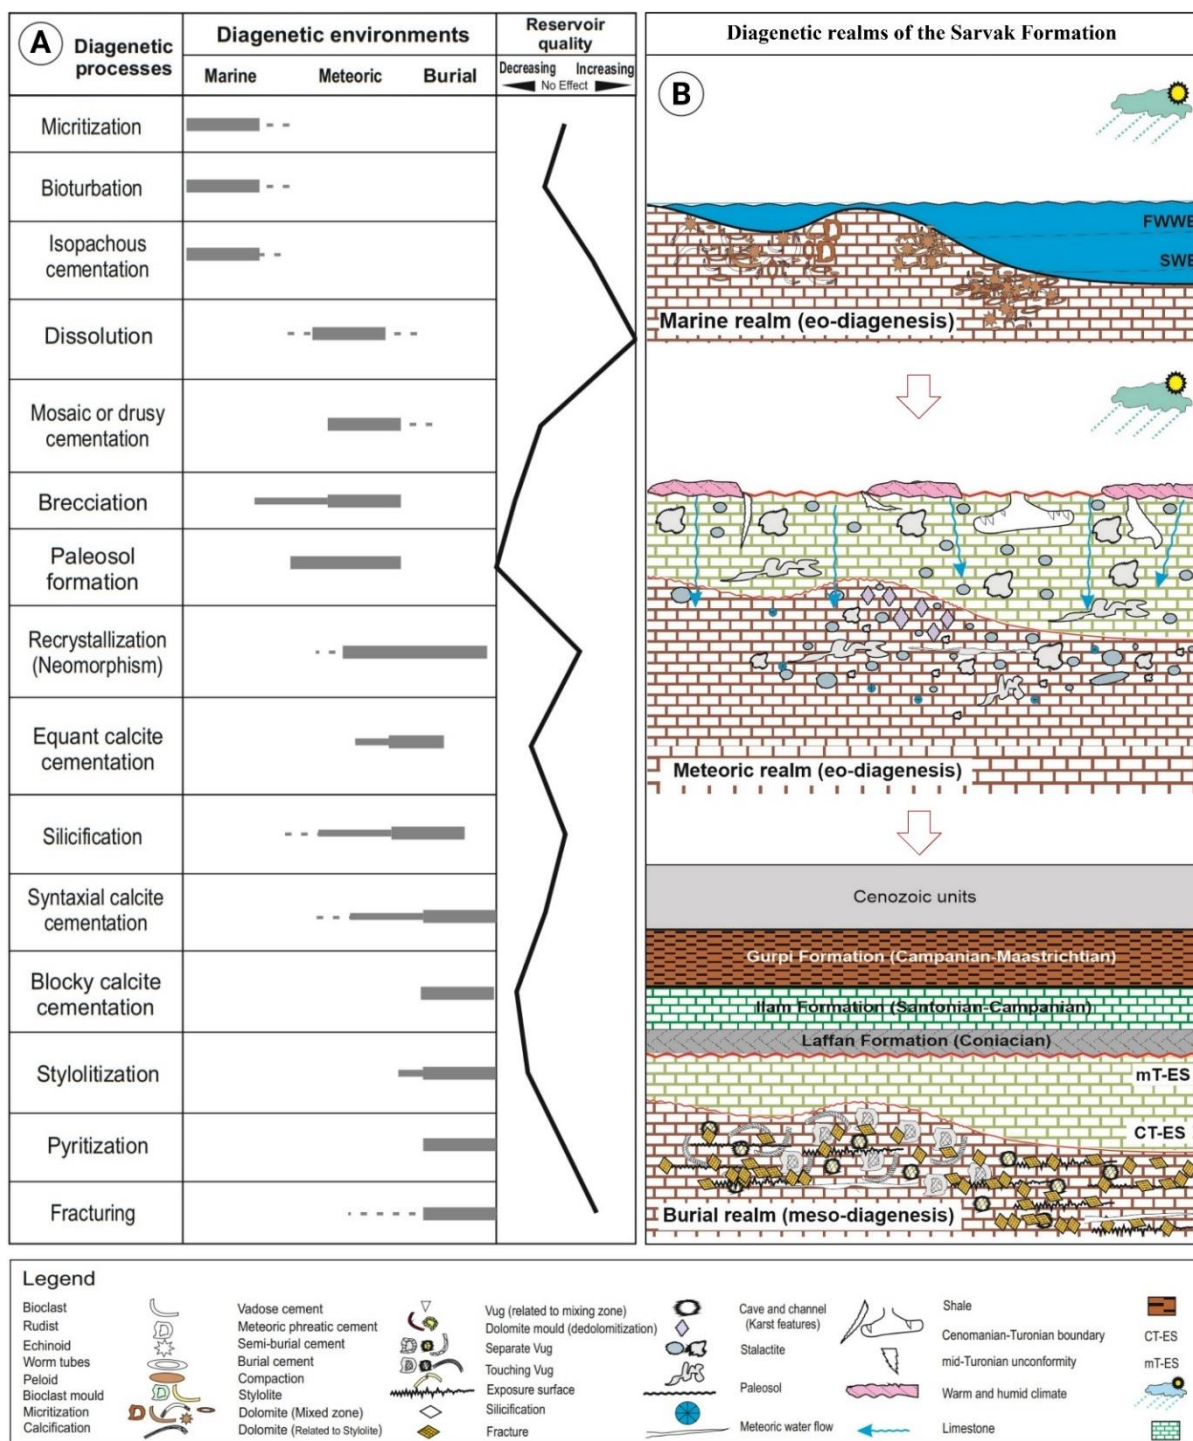 A
Diagenetic
processes
Diagenetic environments
Marine Meteoric Burial
Reservoir
quality
Decreasing Increasing
No Effect
Micritization
Bioturbation
Isopachous
cementation
Dissolution
Mosaic or drusy
cementation
Brecciation
Paleosol
formation
Recrystallization
(Neomorphism)
Equant calcite
cementation
Silicification
Syntaxial calcite
cementation
Blocky calcite
cementation
Stylolitization
Pyritization
Fracturing
Diagenetic realms of the Sarvak Formation
B
FWWB
SWB
Marine realm (eo-diagenesis)
Meteoric realm (eo-diagenesis)
Cenozoic units
Gurpi Formation (Campanian-Maastrichtian)
Ilam Formation (Santonian-Campanian)
Laffan Formation (Coniacian)
mT-ES
CT-ES
Burial realm (meso-diagenesis)
Legend
Bioclast
Rudist
Echinoid
Worm tubes
Peloid
Bioclast mould
Micritization
Calcification
Vadose cement
Meteoric phreatic cement
Semi-burial cement
Burial cement
Compaction
Stylolite
Dolomite (Mixed zone)
Dolomite (Related to Stylolite)
Vug (related to mixing zone)
Dolomite mould (dedolomitization)
Separate Vug
Touching Vug
Exposure surface
Silicification
Fracture
Cave and channel
(Karst features)
Stalactite
Paleosol
Meteoric water flow
Shale
Cenomanian-Turonian boundary
mid-Turonian unconformity
Warm and humid climate
Limestone
CT-ES
mT-ES